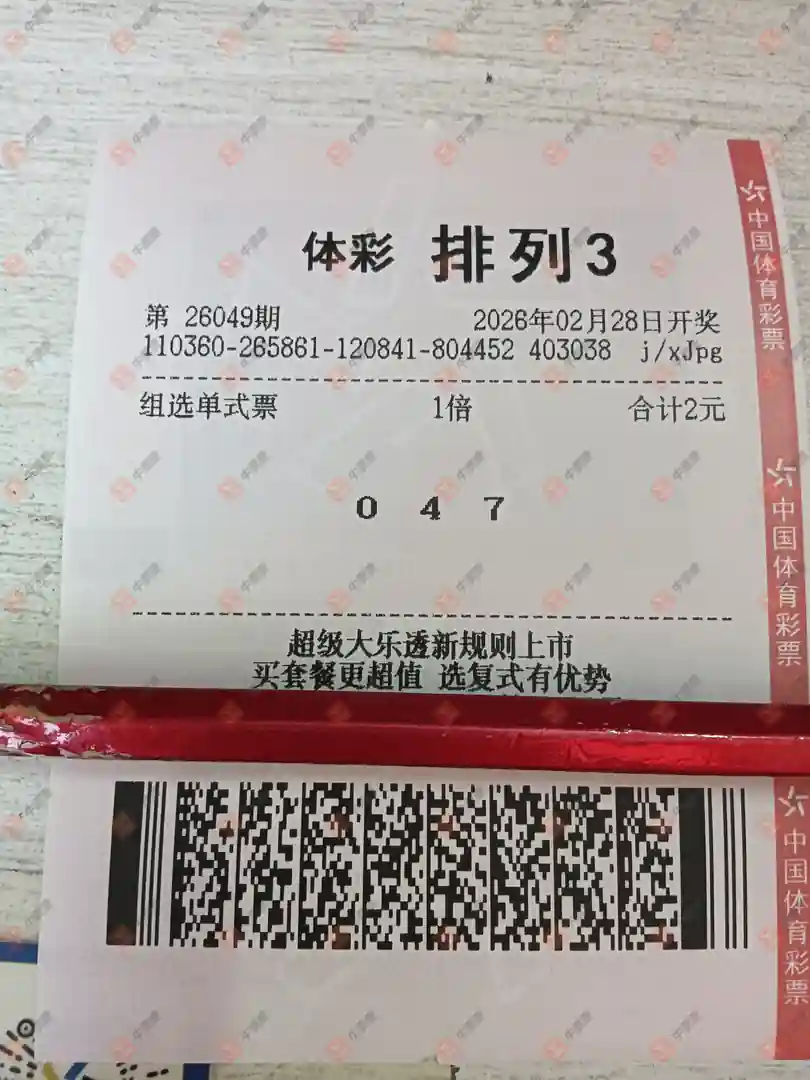 体彩 排列3
第 26049期 2026年02月28日开奖
110360-265861-120841-804452 403038 j/xJpg
组选单式票 1倍 合计2元
0 4 7
超级大乐透新规则上市
买套餐更超值 选复式有优势
中国体育彩票
中国体育彩票
中国体育彩票